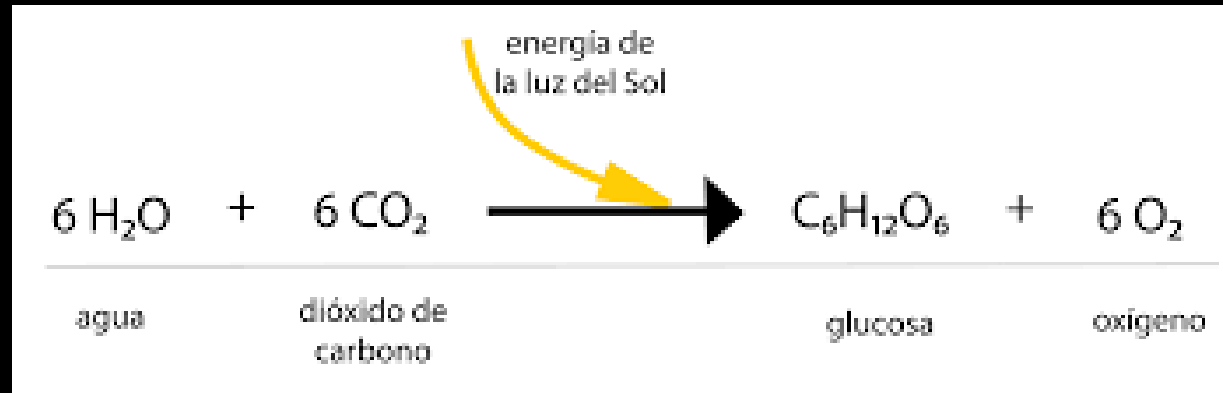 energía de
la luz del Sol
6 H₂O + 6 CO₂ C₆H₁₂O₆ + 6 O₂
agua dióxido de carbono glucosa oxígeno